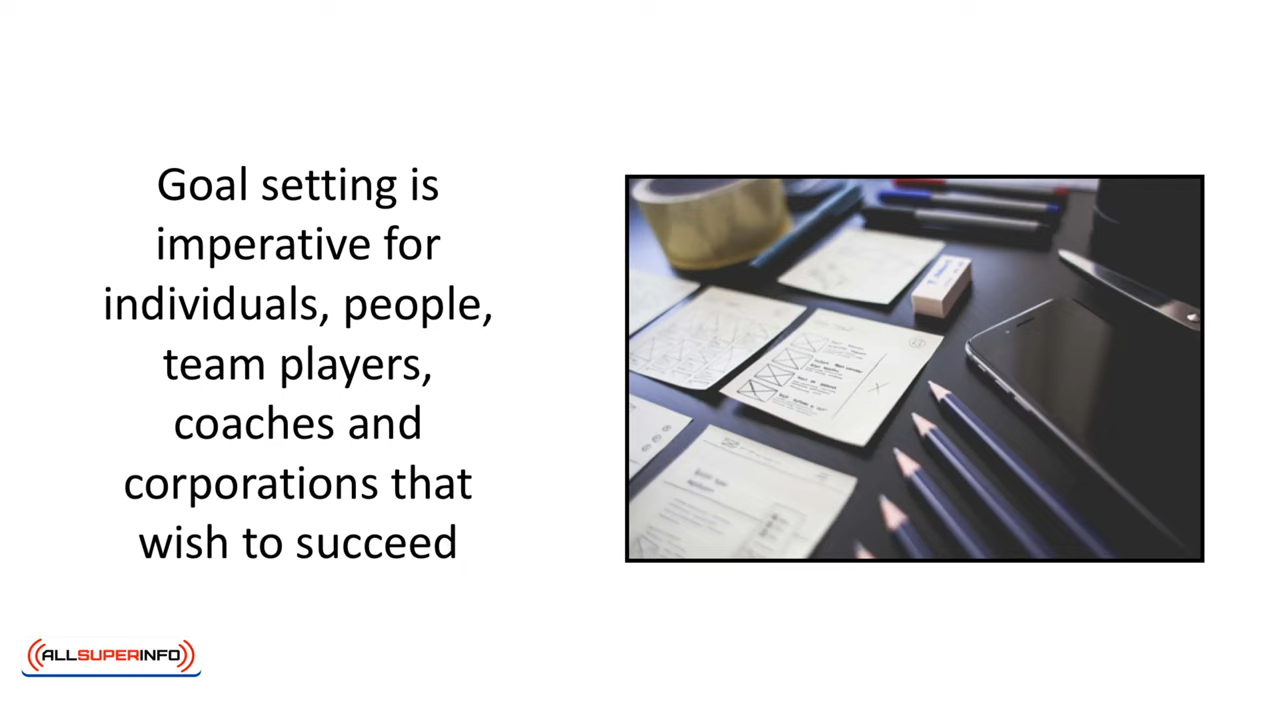 Goal setting is
imperative for
individuals, people,
team players,
coaches and
corporations that
wish to succeed
ALLSUPERINFO